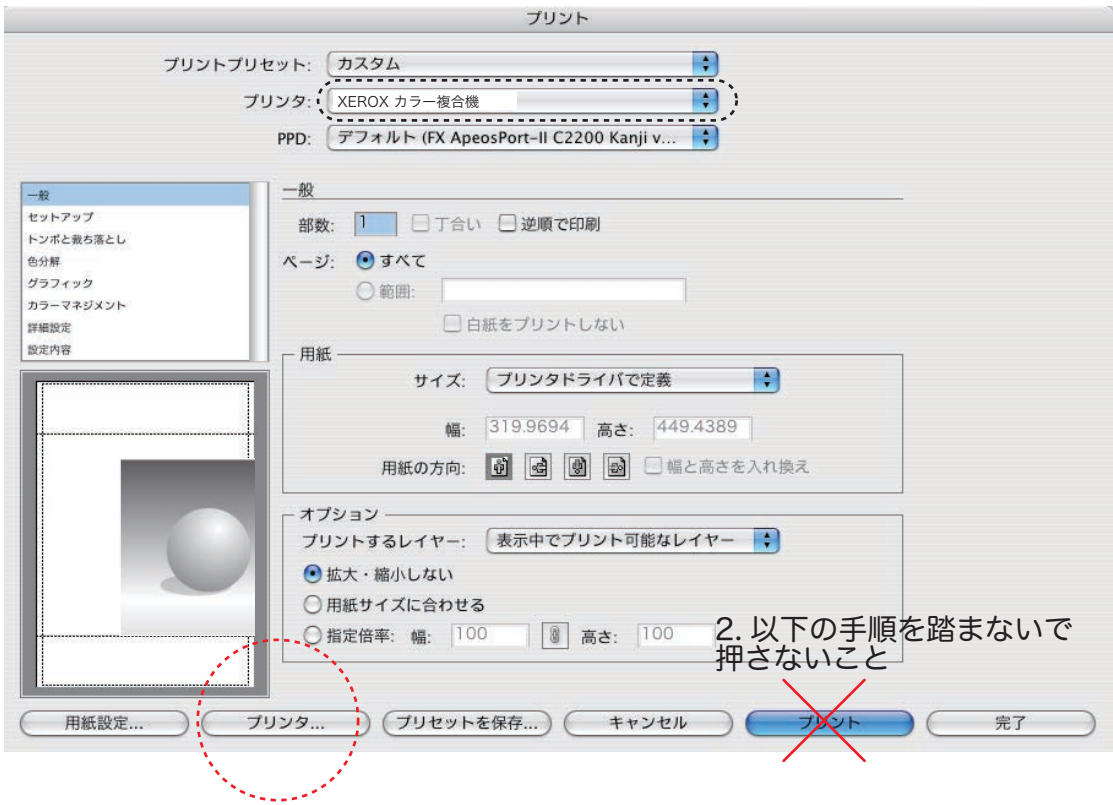 プリント
プリントプリセット: カスタム
プリンタ: XEROX カラー複合機
PPD: デフォルト (FX ApeosPort-II C2200 Kanji v...
一般
セットアップ
トンボと裁ち落とし
色分解
グラフィック
カラーマネジメント
詳細設定
設定内容
一般
部数: 1 丁合い 逆順で印刷
ページ: すべて
範囲:
白紙をプリントしない
用紙
サイズ: プリンタドライバで定義
幅: 319.9694 高さ: 449.4389
用紙の方向: 幅と高さを入れ換え
オプション
プリントするレイヤー: 表示中でプリント可能なレイヤー
拡大・縮小しない
用紙サイズに合わせる
指定倍率: 幅: 100 高さ: 100
2. 以下の手順を踏まないで
押さないこと
用紙設定... プリンタ... プリセットを保存... キャンセル プリント 完了